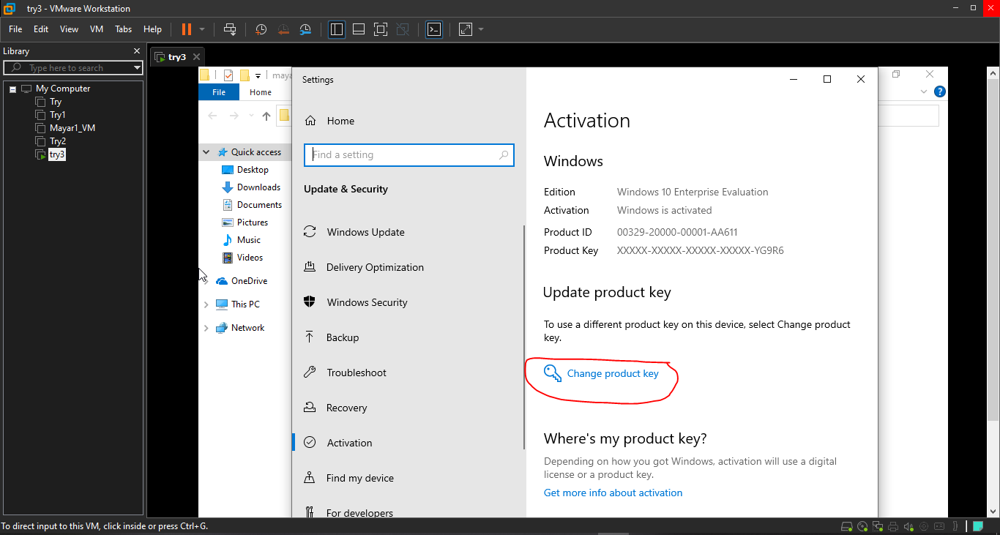 try3 - VMware Workstation
File Edit View VM Tabs Help
Library
Type here to search
My Computer
Try
Try1
Mayar1_VM
Try2
try3
try3
maya
File Home
Quick access
Desktop
Downloads
Documents
Pictures
Music
Videos
OneDrive
This PC
Network
Settings
Home
Find a setting
Update & Security
Windows Update
Delivery Optimization
Windows Security
Backup
Troubleshoot
Recovery
Activation
Find my device
For developers
Activation
Windows
Edition Windows 10 Enterprise Evaluation
Activation Windows is activated
Product ID 00329-20000-00001-AA611
Product Key XXXXX-XXXXX-XXXXX-XXXXX-YG9R6
Update product key
To use a different product key on this device, select Change product
key.
Change product key
Where's my product key?
Depending on how you got Windows, activation will use a digital
license or a product key.
Get more info about activation
To direct input to this VM, click inside or press Ctrl+G.